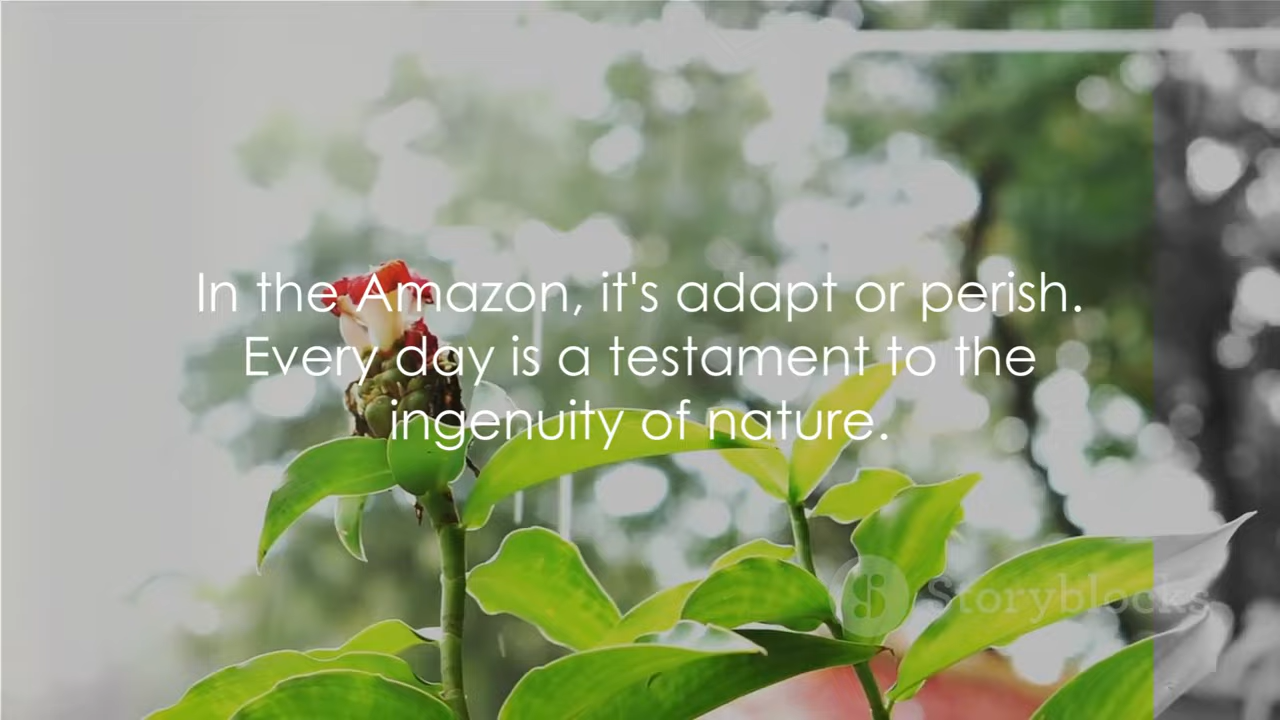 In the Amazon, it's adapt or perish.
Every day is a testament to the
ingenuity of nature.
Storyblocks